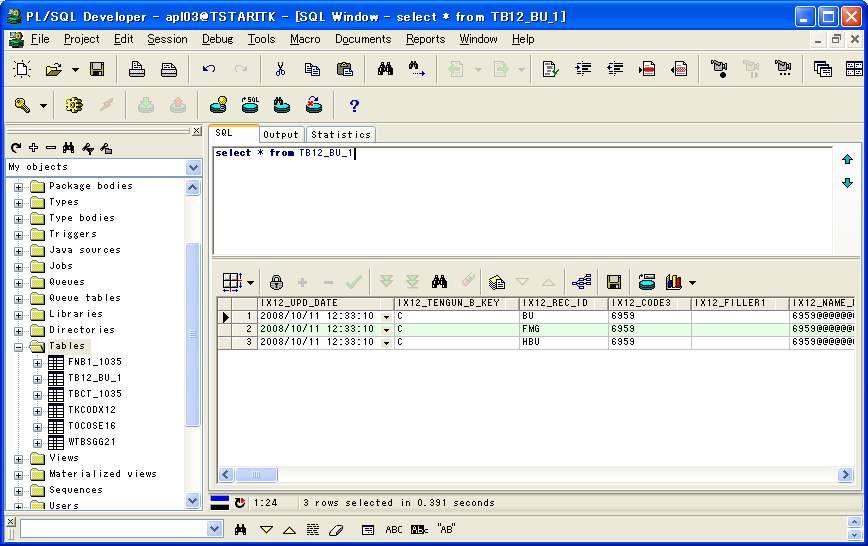 PL/SQL Developer - apl03@TSTARITK - [SQL Window - select * from TB12_BU_1]
File Project Edit Session Debug Tools Macro Documents Reports Window Help
SQL
?
SQL Output Statistics
My objects
select * from TB12_BU_1
Package bodies
Types
Type bodies
Triggers
Java sources
Jobs
Queues
Queue tables
Libraries
Directories
Tables
FNB1_1035
TB12_BU_1
TBCT_1035
TKCODX12
TOCOSE16
WTBSGG21
Views
Materialized views
Sequences
Users
IX12_UPD_DATE IX12_TENGUN_B_KEY IX12_REC_ID IX12_CODE3 IX12_FILLER1
1 2008/10/11 12:33:10 C BU 6959 6959@@@@@@
2 2008/10/11 12:33:10 C FMG 6959 6959@@@@@@
3 2008/10/11 12:33:10 C HBU 6959 6959@@@@@@
1:24 3 rows selected in 0.391 seconds
ABC "AB"